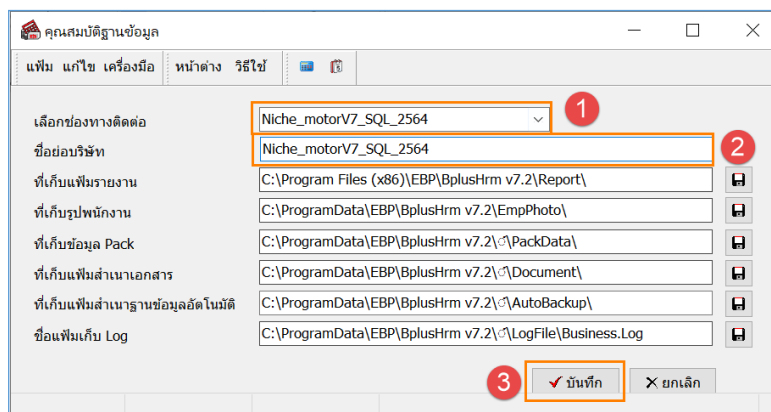 คุณสมบัติฐานข้อมูล
แฟ้ม แก้ไข เครื่องมือ หน้าต่าง วิธีใช้
เลือกช่องทางติดต่อ Niche_motorV7_SQL_2564 1
ชื่อย่อบริษัท Niche_motorV7_SQL_2564 2
ที่เก็บแฟ้มรายงาน C:\Program Files (x86)\EBP\BplusHrm v7.2\Report\
ที่เก็บรูปพนักงาน C:\ProgramData\EBP\BplusHrm v7.2\EmpPhoto\
ที่เก็บข้อมูล Pack C:\ProgramData\EBP\BplusHrm v7.2\\PackData\
ที่เก็บแฟ้มสำเนาเอกสาร C:\ProgramData\EBP\BplusHrm v7.2\\Document\
ที่เก็บแฟ้มสำเนาฐานข้อมูลอัตโนมัติ C:\ProgramData\EBP\BplusHrm v7.2\\AutoBackup\
ชื่อแฟ้มเก็บ Log C:\ProgramData\EBP\BplusHrm v7.2\\LogFile\Business.Log
3 บันทึก ยกเลิก